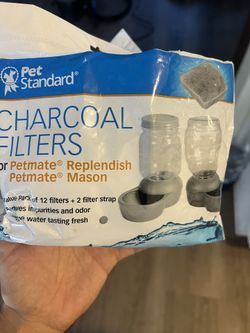 Pet
Standard®
CHARCOAL
FILTERS
or Petmate® Replendish
Petmate® Mason
of 12 filters + 2 filter strap
impurities and odor
water tasting fresh